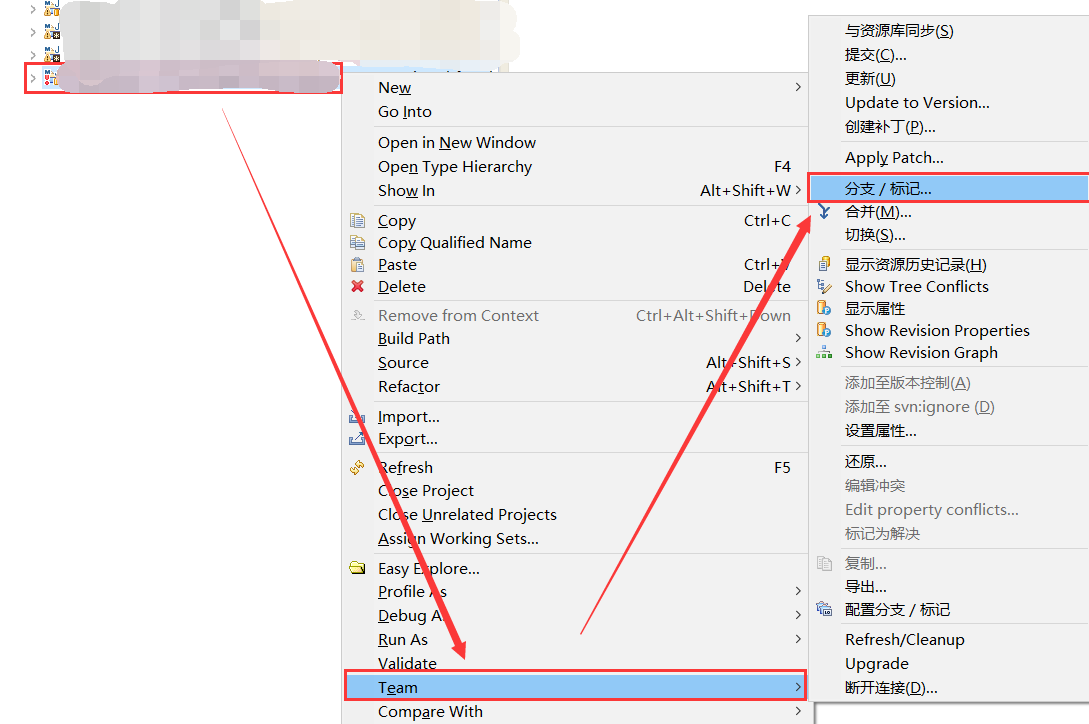 New
Go Into
Open in New Window
Open Type Hierarchy F4
Show In Alt+Shift+W
Copy Ctrl+C
Copy Qualified Name
Paste Ctrl+V
Delete Delete
Remove from Context Ctrl+Alt+Shift+Down
Build Path
Source Alt+Shift+S
Refactor Alt+Shift+T
Import...
Export...
Refresh F5
Close Project
Close Unrelated Projects
Assign Working Sets...
Easy Explore...
Profile As
Debug As
Run As
Validate
Team
Compare With
与资源库同步(S)
提交(C)...
更新(U)
Update to Version...
创建补丁(P)...
Apply Patch...
分支 / 标记...
合并(M)...
切换(S)...
显示资源历史记录(H)
Show Tree Conflicts
显示属性
Show Revision Properties
Show Revision Graph
添加至版本控制(A)
添加至 svn:ignore (D)
设置属性...
还原...
编辑冲突
Edit property conflicts...
标记为解决
复制...
导出...
配置分支 / 标记
Refresh/Cleanup
Upgrade
断开连接(D)...